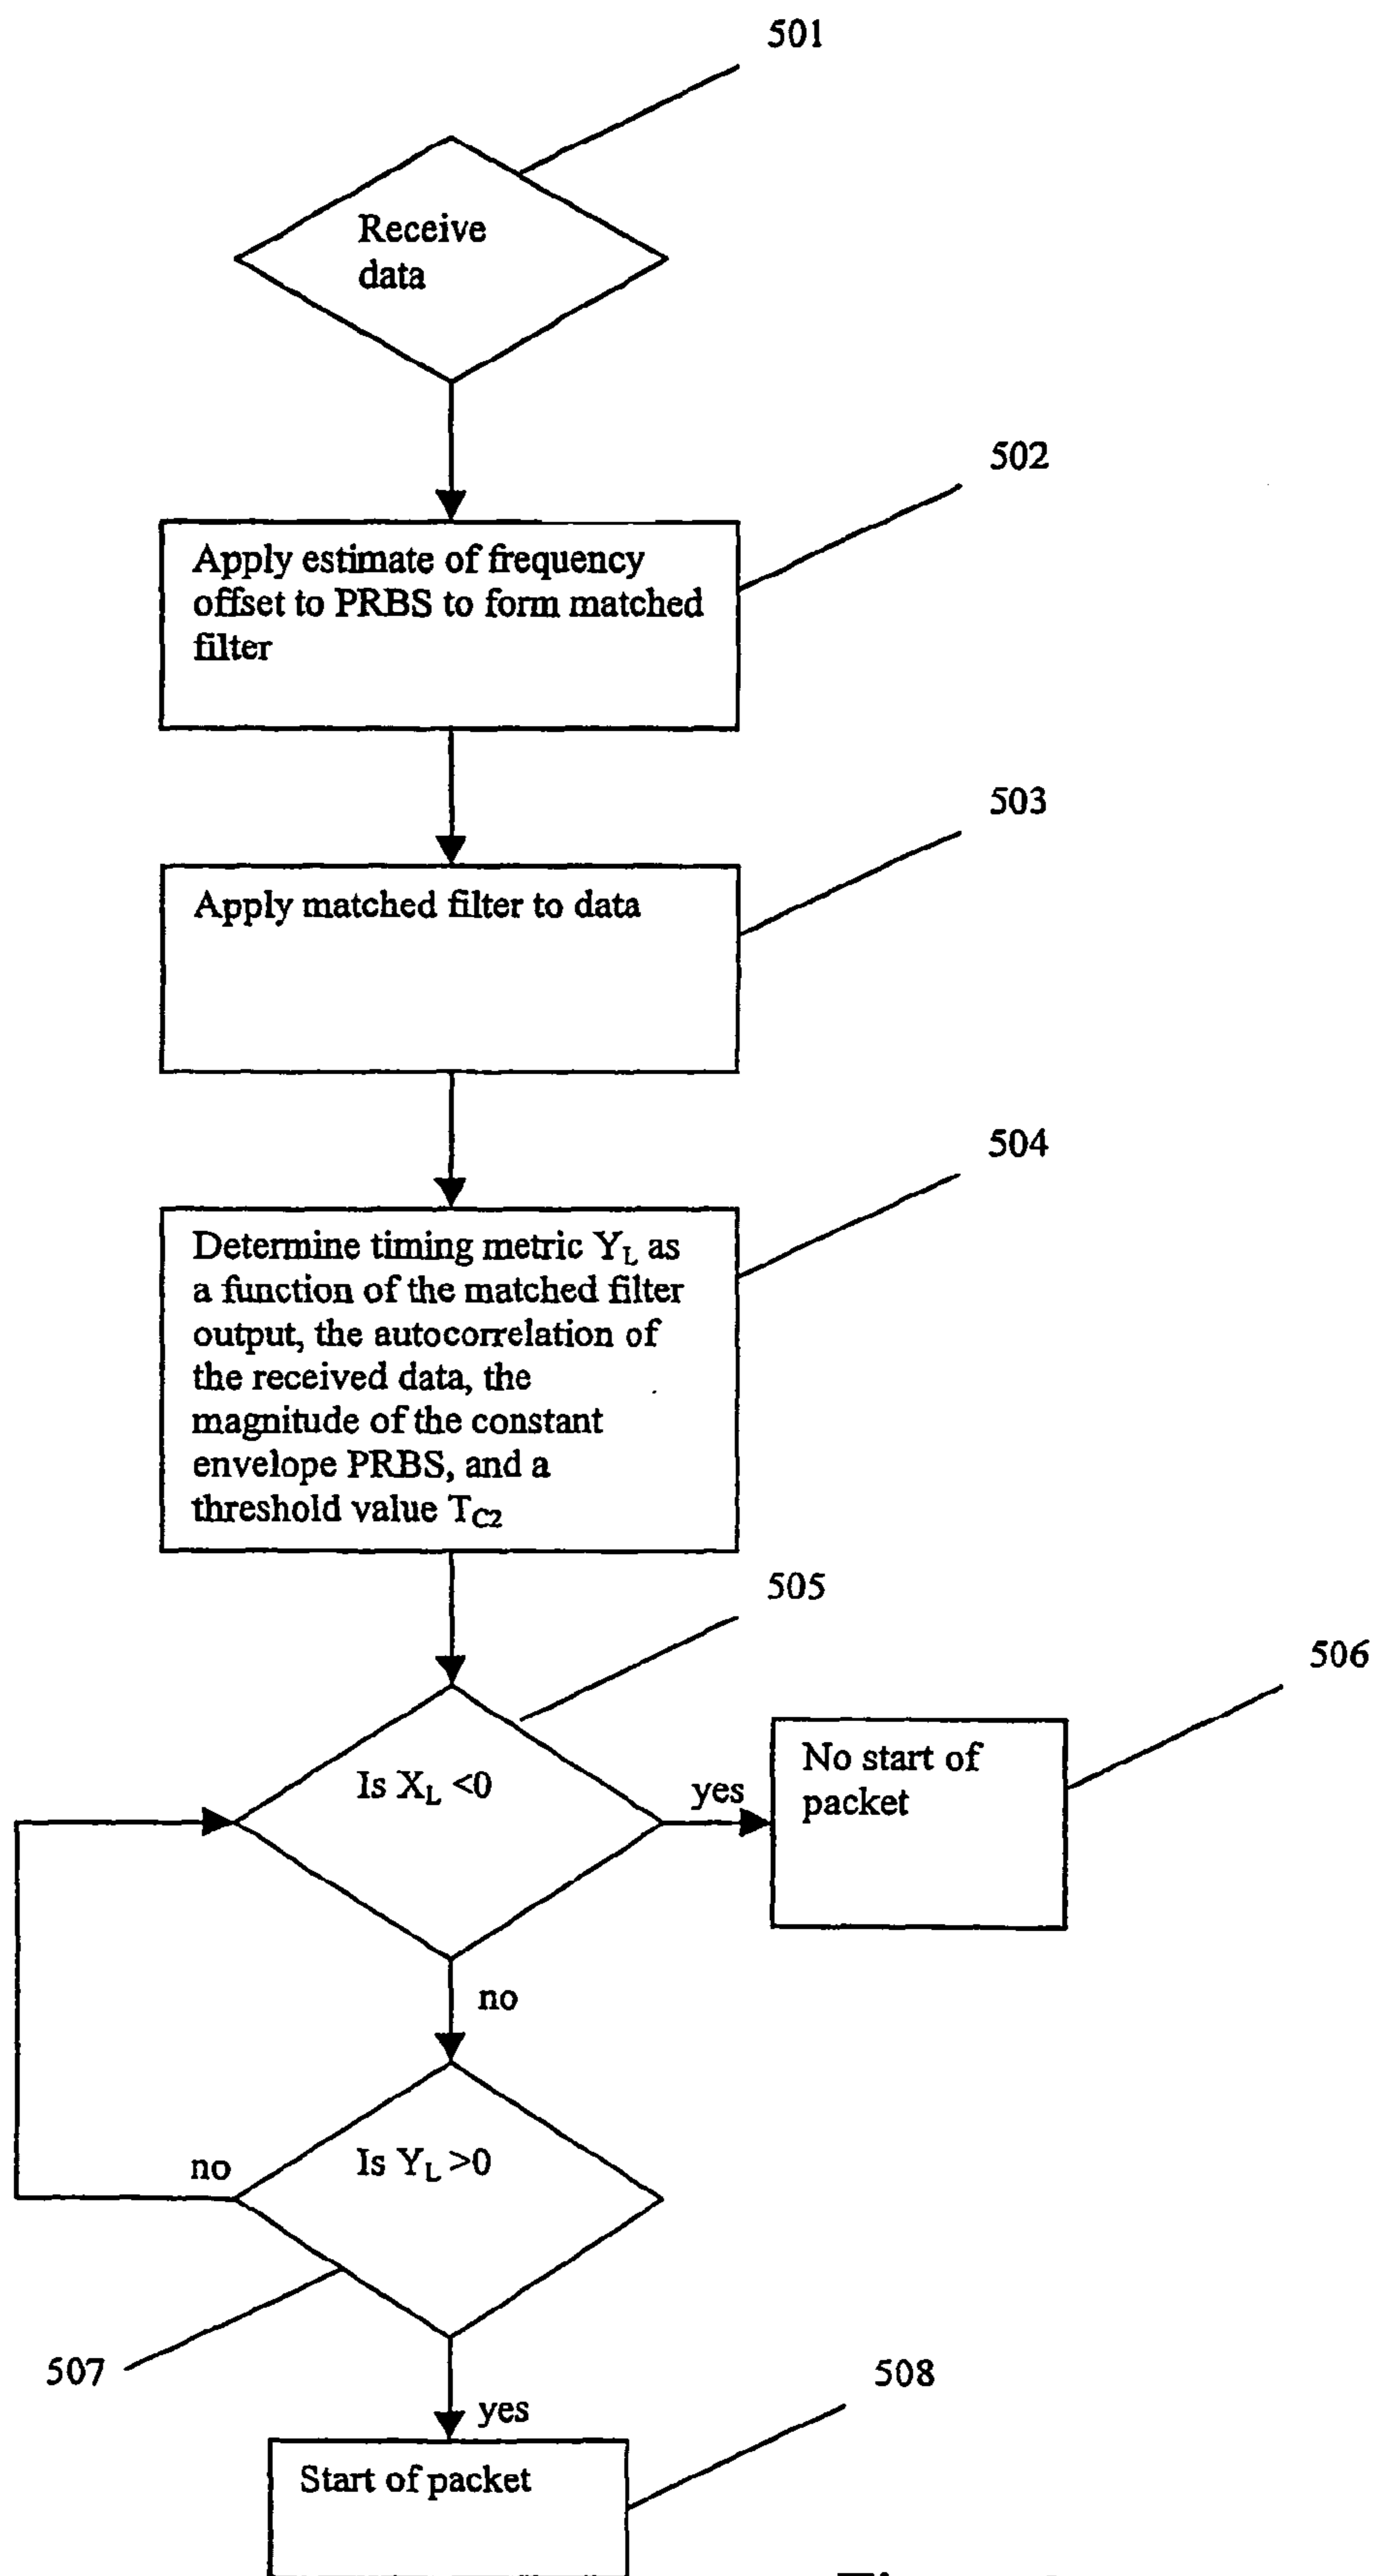 501
Receive
data
502
Apply estimate of frequency
offset to PRBS to form matched
filter
503
Apply matched filter to data
504
Determine timing metric Y_L as
a function of the matched filter
output, the autocorrelation of
the received data, the
magnitude of the constant
envelope PRBS, and a
threshold value T_C2
505
506
Is X_L <0
yes
No start of
packet
no
Is Y_L >0
no
507
yes
508
Start of packet